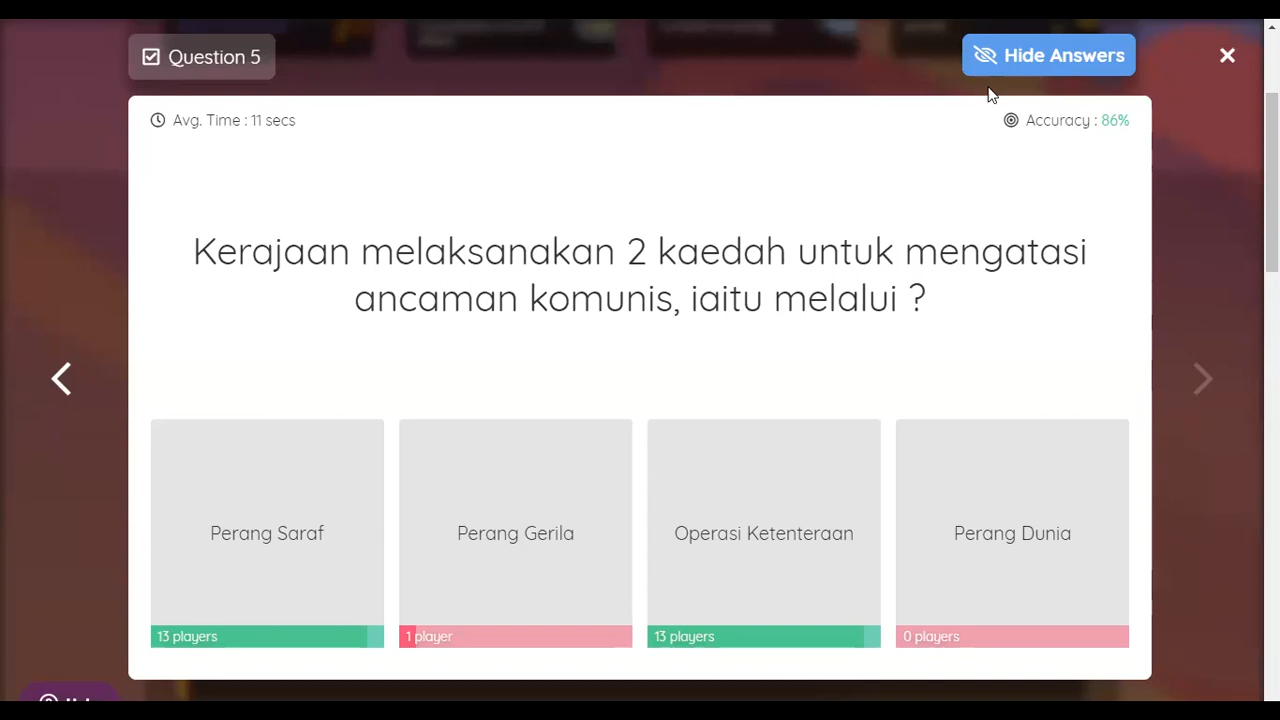 Question 5
Hide Answers
Avg. Time : 11 secs
Accuracy : 86%
Kerajaan melaksanakan 2 kaedah untuk mengatasi
ancaman komunis, iaitu melalui ?
Perang Saraf
Perang Gerila
Operasi Ketenteraan
Perang Dunia
13 players
1 player
13 players
0 players